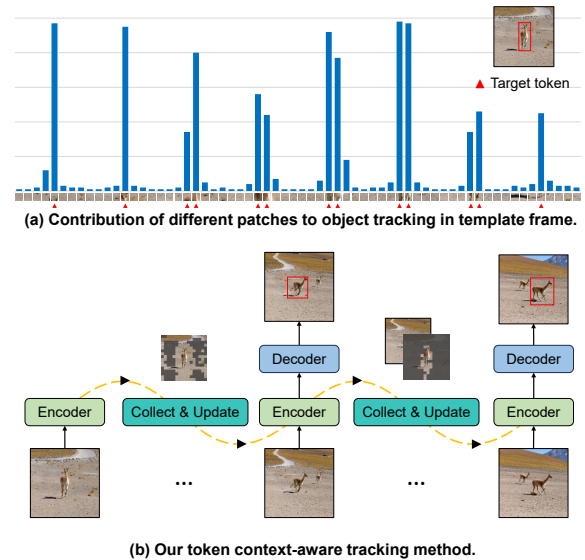 Target token
(a) Contribution of different patches to object tracking in template frame.
Decoder
Decoder
Encoder
Collect & Update
Encoder
Collect & Update
Encoder
...
...
(b) Our token context-aware tracking method.